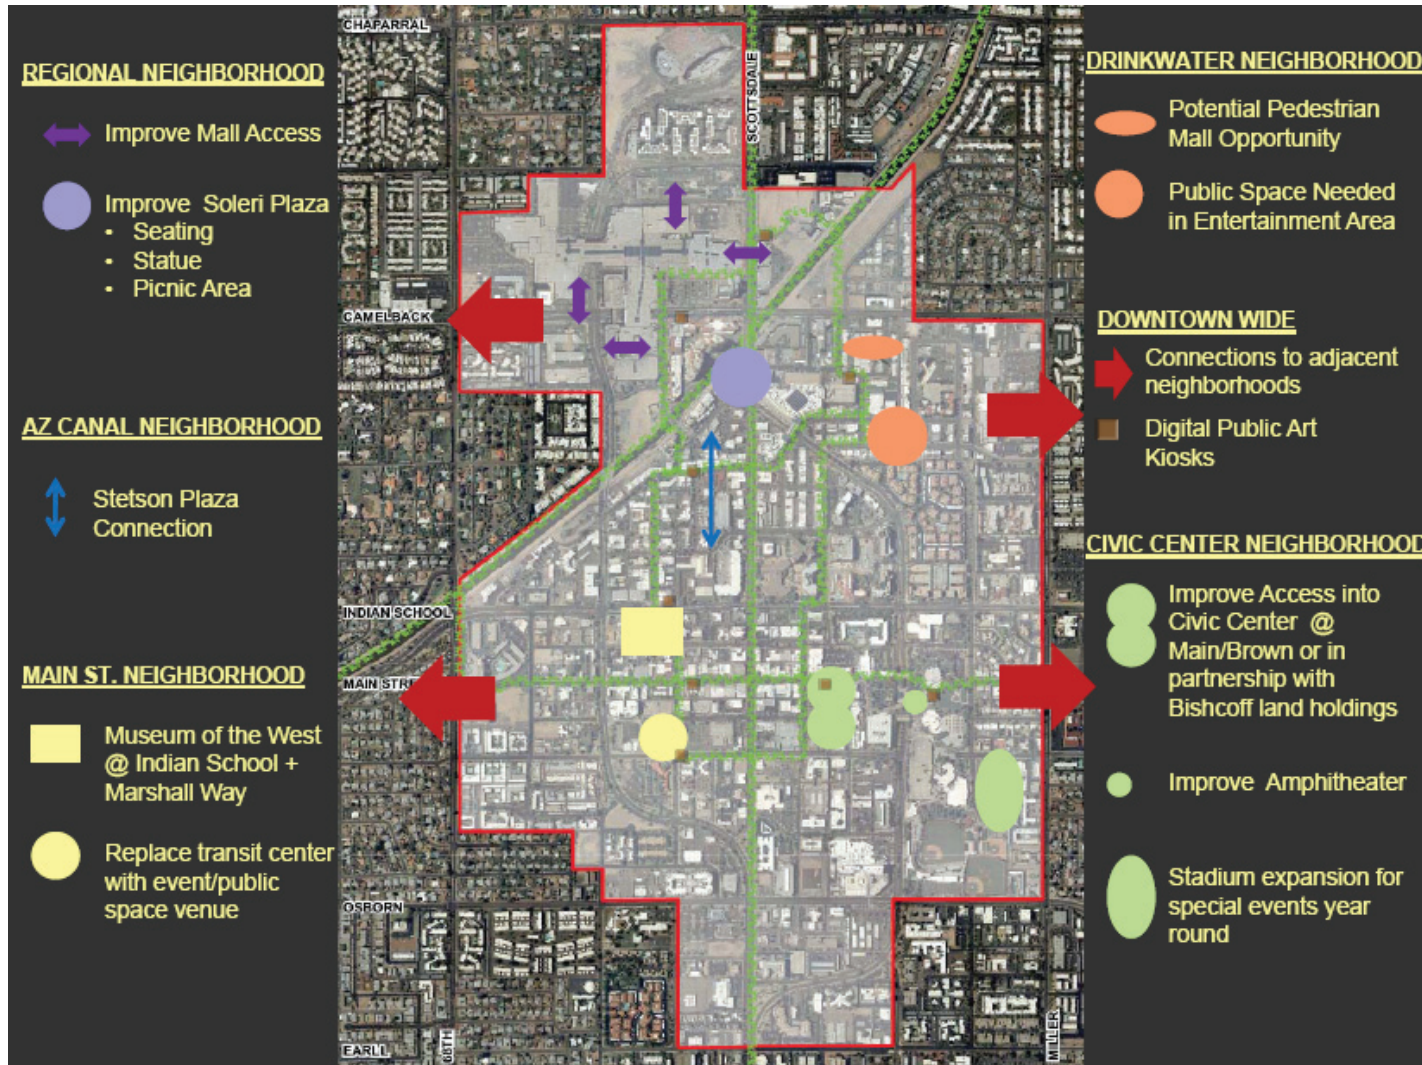 REGIONAL NEIGHBORHOOD
Improve Mall Access
Improve Soleri Plaza
• Seating
• Statue
• Picnic Area
AZ CANAL NEIGHBORHOOD
Stetson Plaza
Connection
MAIN ST. NEIGHBORHOOD
Museum of the West
@ Indian School +
Marshall Way
Replace transit center
with event/public
space venue
CHAPARRAL
SCOTTSDALE
CAMELBACK
INDIAN SCHOOL
MAIN STRE
OSBORN
EARLL
68TH
MILLER
DRINKWATER NEIGHBORHOOD
Potential Pedestrian
Mall Opportunity
Public Space Needed
in Entertainment Area
DOWNTOWN WIDE
Connections to adjacent
neighborhoods
Digital Public Art
Kiosks
CIVIC CENTER NEIGHBORHOOD
Improve Access into
Civic Center @
Main/Brown or in
partnership with
Bishcoff land holdings
Improve Amphitheater
Stadium expansion for
special events year
round